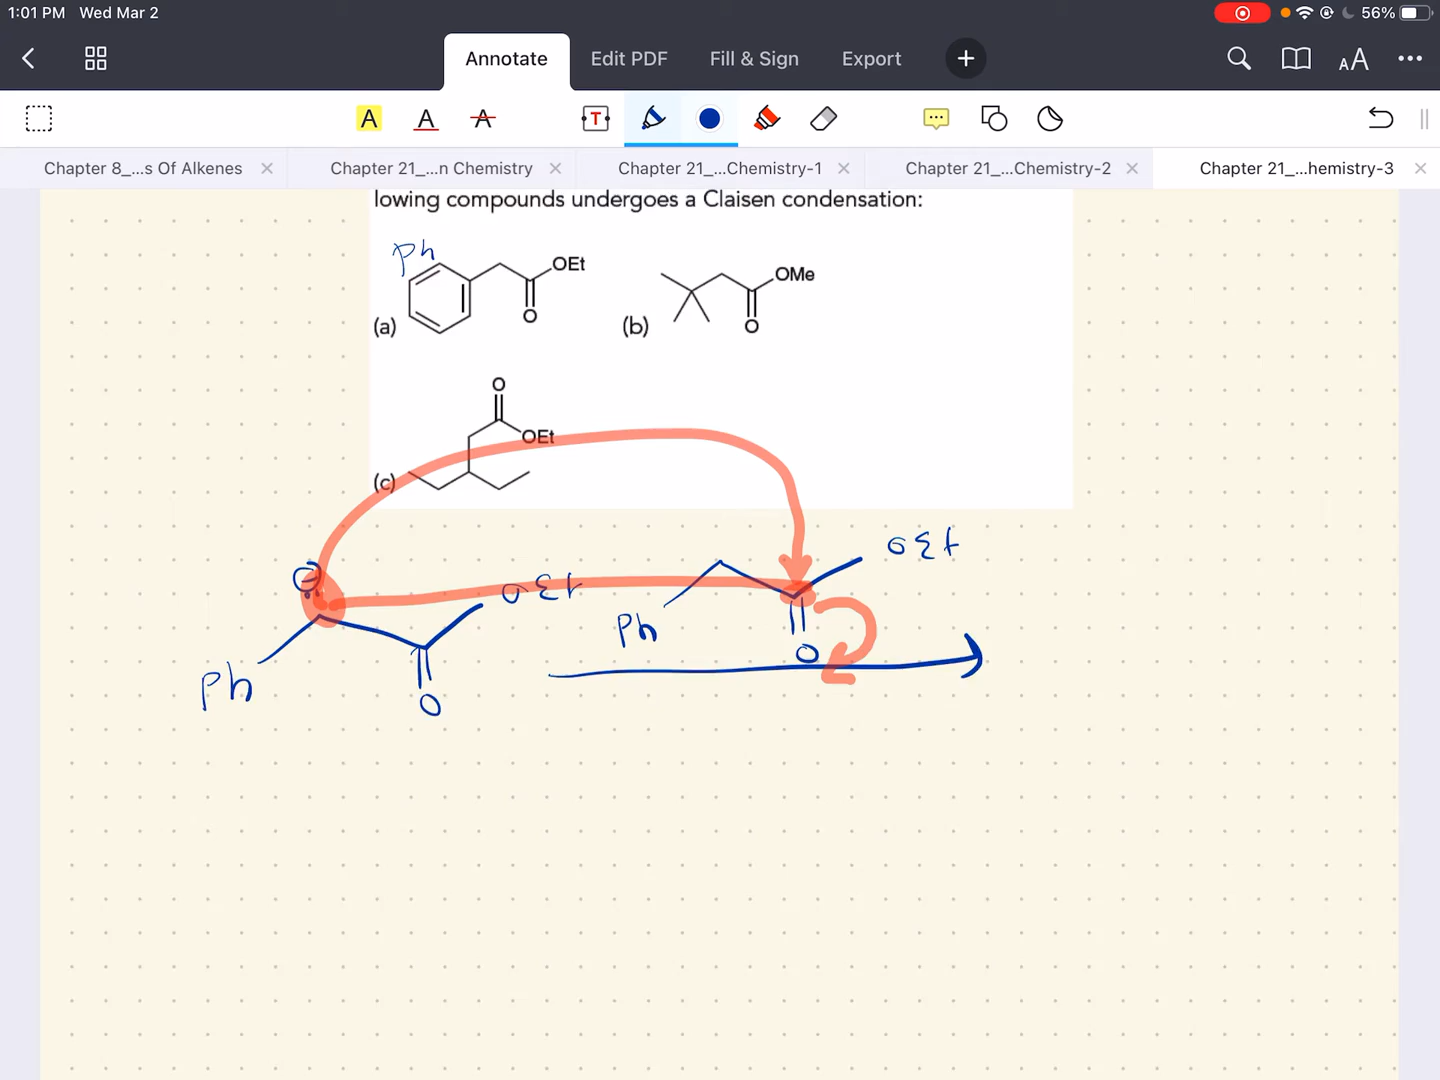 1:01 PM Wed Mar 2
56%
Annotate Edit PDF Fill & Sign Export
AA
A A A T
Chapter 8_...s Of Alkenes Chapter 21_...n Chemistry Chapter 21_...Chemistry-1 Chapter 21_...Chemistry-2 Chapter 21_...hemistry-3
lowing compounds undergoes a Claisen condensation:
Ph
OEt
O
(a)
OMe
O
(b)
O
OEt
(c)
OEt
OEt
Ph
O
Ph
O